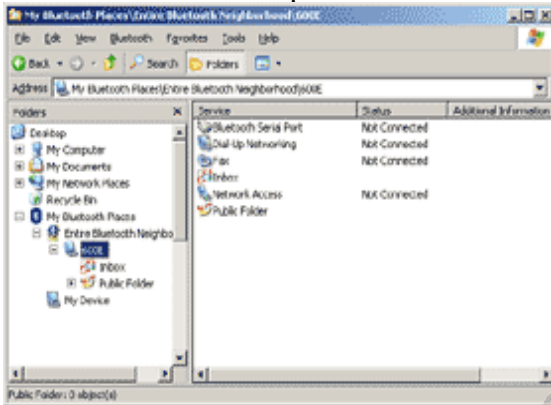 My Bluetooth Places\Entire Bluetooth Neighborhood\600E
File Edit View Bluetooth Favorites Tools Help
Back Search Folders
Address My Bluetooth Places\Entire Bluetooth Neighborhood\600E
Folders
Desktop
My Computer
My Documents
My Network Places
Recycle Bin
My Bluetooth Places
Entire Bluetooth Neighbo
600E
Inbox
Public Folder
My Device
Service Status Additional Information
Bluetooth Serial Port Not Connected
Dial-Up Networking Not Connected
Fax Not Connected
Inbox
Network Access Not Connected
Public Folder
Public Folder: 0 object(s)